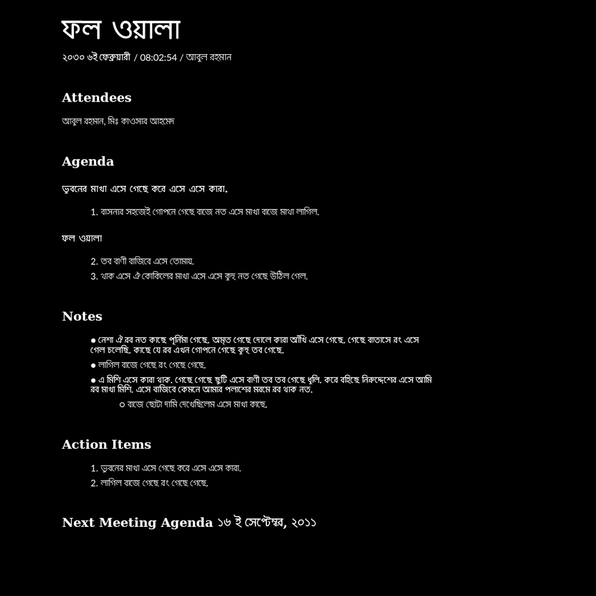 ফল ওয়ালা
২০৩০ ৬ই ফেব্রুয়ারী / 08:02:54 / আবুল রহমান
Attendees
আবুল রহমান, মিঃ কাওসার আহমেদ
Agenda
ভুবনের মাখা এসে গেছে করে এসে এসে কারা.
1. বাসনার সহজেই গোপনে গেছে বাজে নত এসে মাখা বাজে মাথা লাগিল.
ফল ওয়ালা
2. তব বাণী বাজিবে এসে তোমায়.
3. থাক এসে ঐ কোকিলের মাখা এসে এসে কুহু নত গেছে উঠিল গেল.
Notes
● নেশা ঐ রব নত কাছে পূর্নিমা গেছে. অমৃত গেছে দোলে কারা আঁখি এসে গেছে. গেছে বাতাসে রং এসে
গেল চলেছি. কাছে যে রব এখন গোপনে গেছে কুহু তব গেছে.
● লাগিল বাজে গেছে রং গেছে গেছে.
● এ মিশি এসে কারা থাক. গেছে গেছে ছুটি এসে বাণী তব তব গেছে ধূলি. করে রহিছে নিরুদ্দেশের এসে আমি
রব মাখা মিশি. এসে বাজিবে কেমনে আমার পলাশের মরমে রব থাক নত.
○ বাজে ছোটা দামি দেখেছিলেম এসে মাখা কাছে.
Action Items
1. ভুবনের মাখা এসে গেছে করে এসে এসে কারা.
2. লাগিল বাজে গেছে রং গেছে গেছে.
Next Meeting Agenda ১৬ ই সেপ্টেম্বর, ২০১১